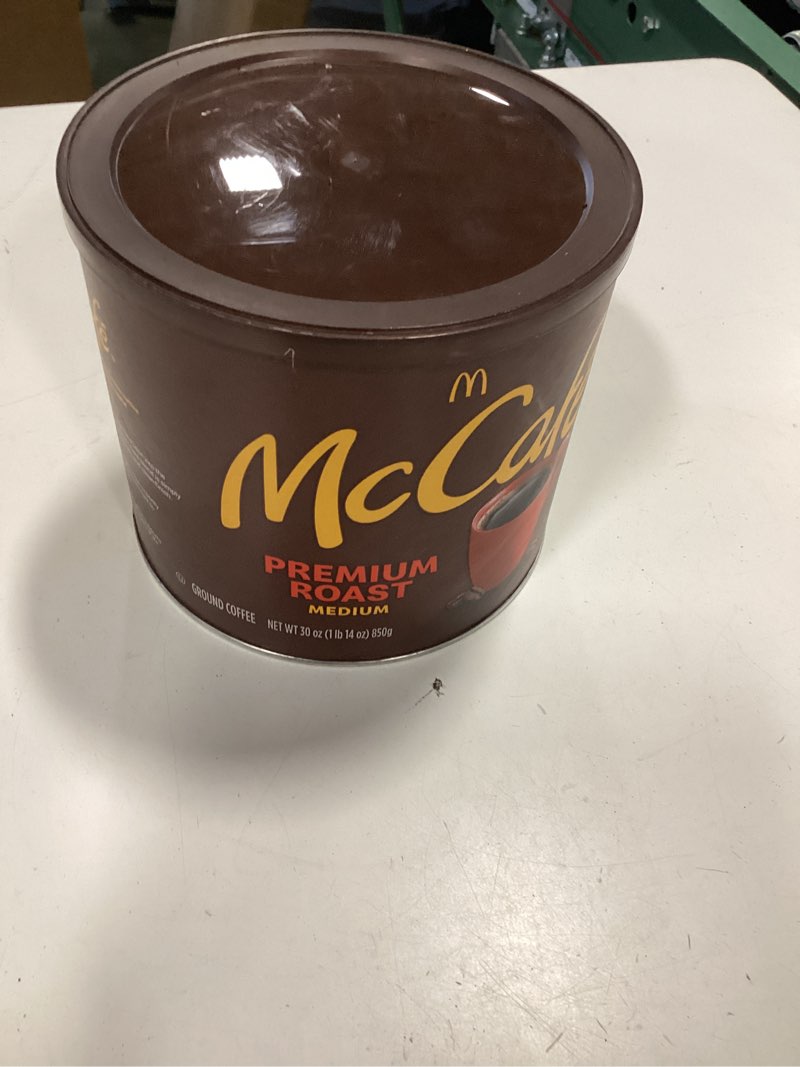 McCafé
PREMIUM
ROAST
MEDIUM
GROUND COFFEE
NET WT 30 oz (1 lb 14 oz) 850g